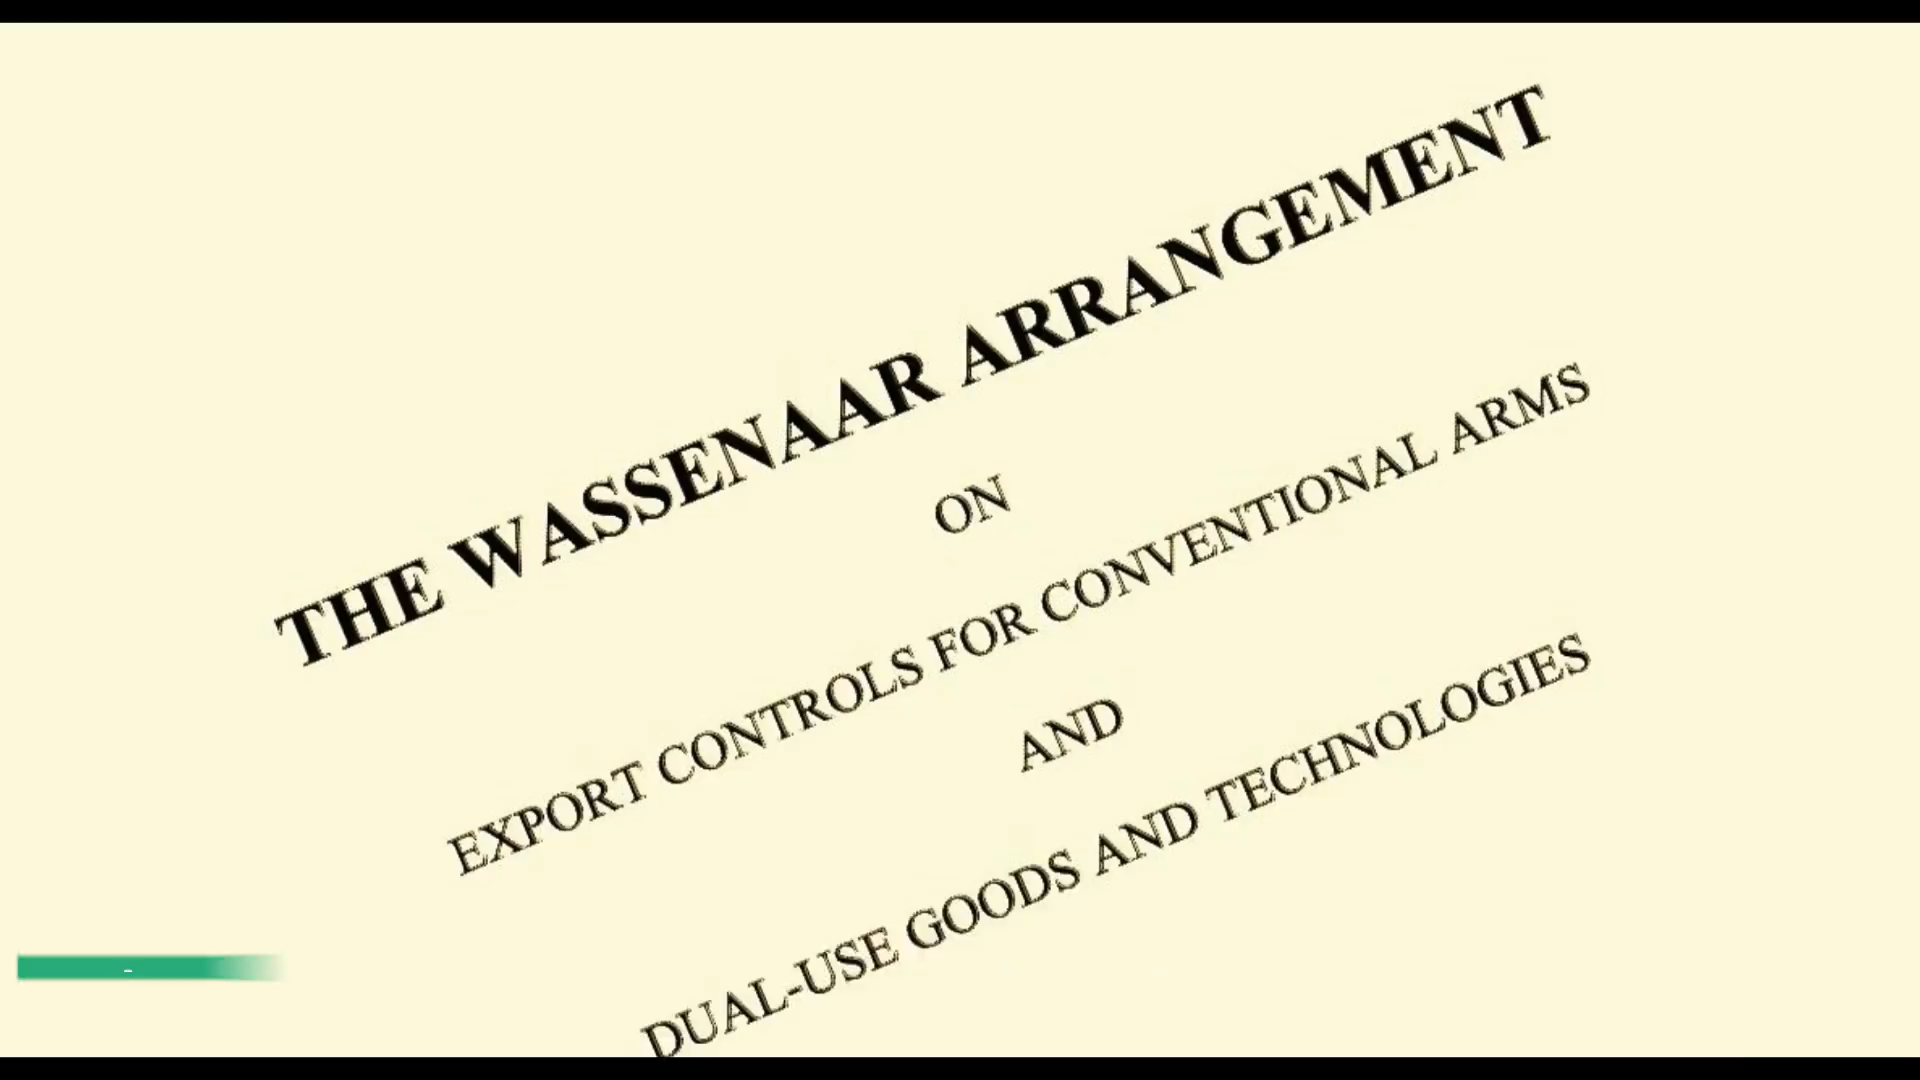 THE WASSENAAR ARRANGEMENT
ON
EXPORT CONTROLS FOR CONVENTIONAL ARMS
AND
DUAL-USE GOODS AND TECHNOLOGIES
-